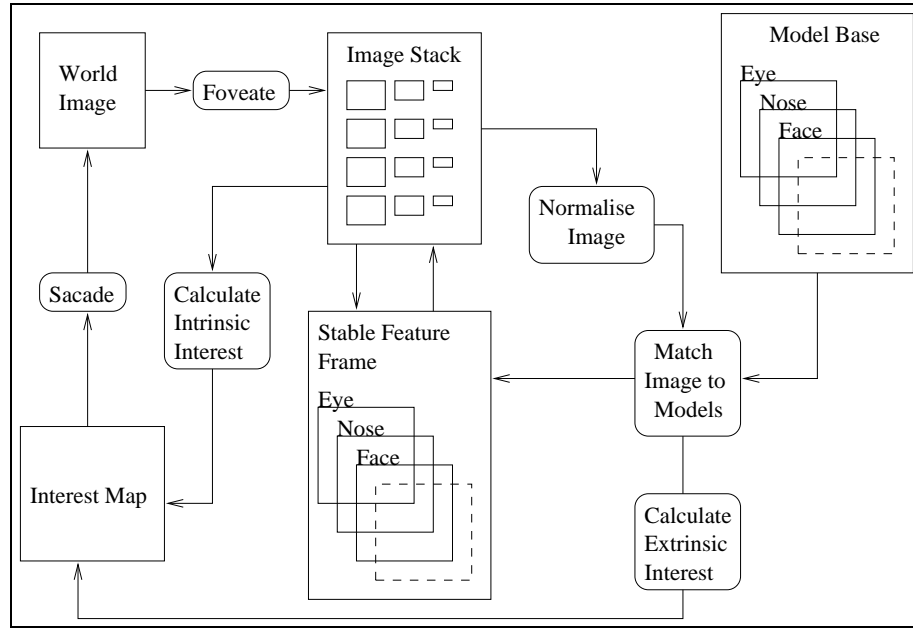 World
Image
Foveate
Image Stack
Model Base
Eye
Nose
Face
Normalise
Image
Sacade
Calculate
Intrinsic
Interest
Stable Feature
Frame
Eye
Nose
Face
Match
Image to
Models
Interest Map
Calculate
Extrinsic
Interest